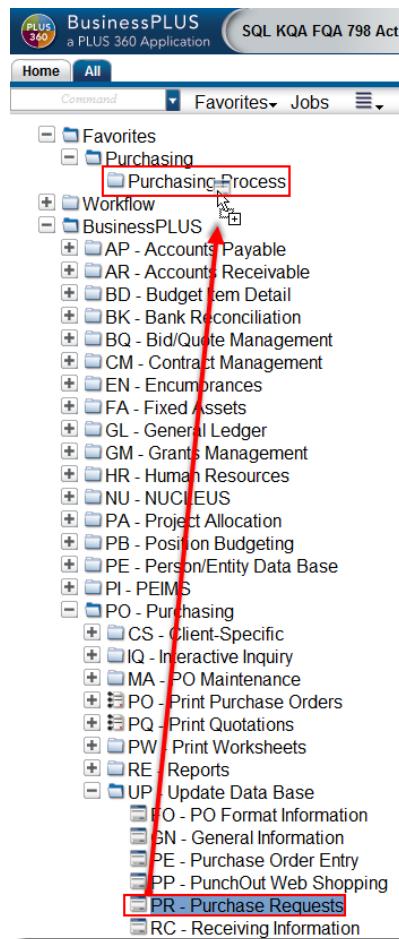 PLUS 360
BusinessPLUS
a PLUS 360 Application
SQL KQA FQA 798 Act
Home All
Command Favorites Jobs
Favorites
Purchasing
Purchasing Process
Workflow
BusinessPLUS
AP - Accounts Payable
AR - Accounts Receivable
BD - Budget Item Detail
BK - Bank Reconciliation
BQ - Bid/Quote Management
CM - Contract Management
EN - Encumbrances
FA - Fixed Assets
GL - General Ledger
GM - Grants Management
HR - Human Resources
NU - NUCLEUS
PA - Project Allocation
PB - Position Budgeting
PE - Person/Entity Data Base
PI - PEIMS
PO - Purchasing
CS - Client-Specific
IQ - Interactive Inquiry
MA - PO Maintenance
PO - Print Purchase Orders
PQ - Print Quotations
PW - Print Worksheets
RE - Reports
UP - Update Data Base
FO - PO Format Information
GN - General Information
PE - Purchase Order Entry
PP - PunchOut Web Shopping
PR - Purchase Requests
RC - Receiving Information